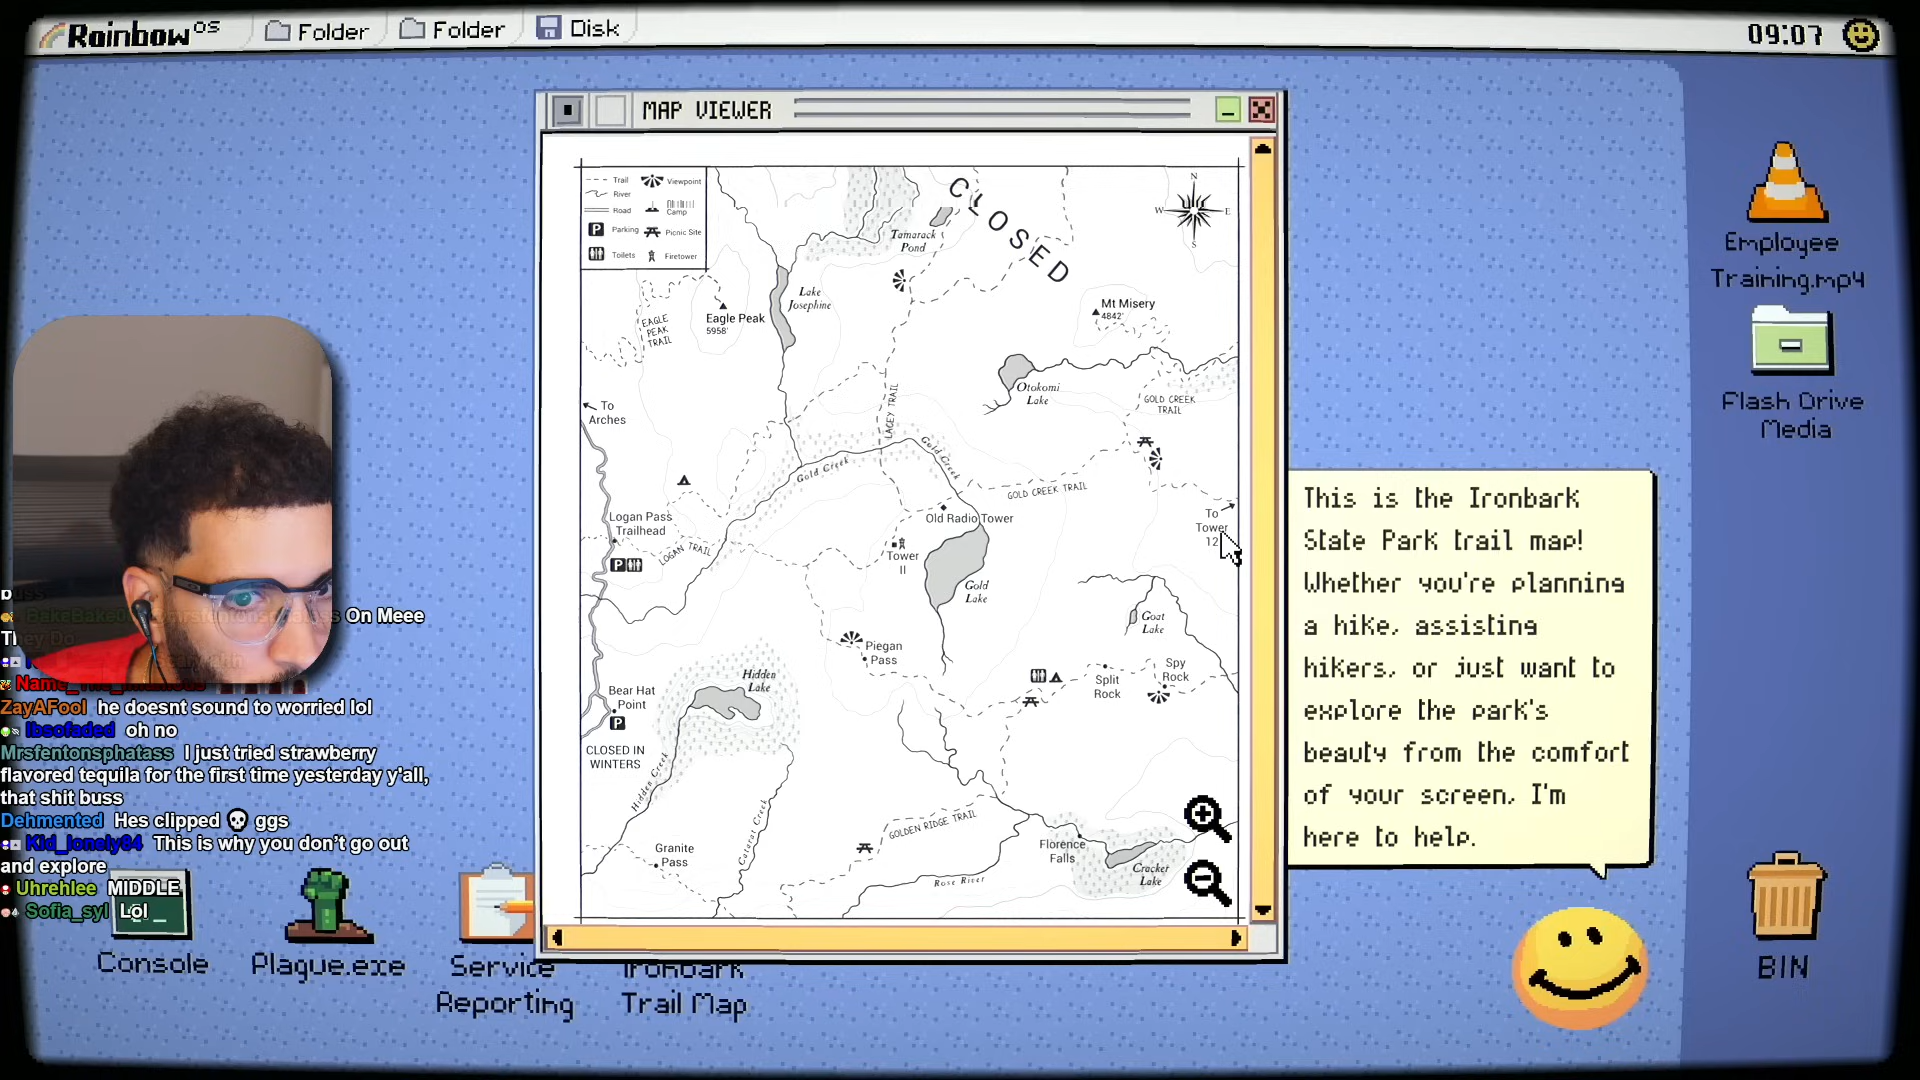 Rainbow OS
Folder
Folder
Disk
09:07
MAP VIEWER
Trail
Viewpoint
River
Road
Camp
Parking
Picnic Site
Toilets
Firetower
CLOSED
N
W
E
S
Tamarack
Pond
Lake
Josephine
Eagle Peak
5958'
EAGLE
PEAK
TRAIL
Mt Misery
4842'
Otokomi
Lake
LACEY TRAIL
GOLD CREEK
TRAIL
To
Arches
Gold Creek
Gold Creek
GOLD CREEK TRAIL
Logan Pass
Trailhead
LOGAN TRAIL
P
Old Radio Tower
To
Tower
12
Tower
II
Gold
Lake
Goat
Lake
Piegan
Pass
Hidden
Lake
Bear Hat
Point
P
CLOSED IN
WINTERS
Split
Rock
Spy
Rock
Hidden Creek
Cataract Creek
GOLDEN RIDGE TRAIL
Granite
Pass
Florence
Falls
Cracker
Lake
Rose River
This is the Ironbark
State Park trail map!
Whether you're planning
a hike, assisting
hikers, or just want to
explore the park's
beauty from the comfort
of your screen, I'm
here to help.
Employee
Training.mp4
Flash Drive
Media
BIN
Console
Plague.exe
Service
Reporting
Ironbark
Trail Map
On Meee
They Do
ZayAFool he doesnt sound to worried lol
lbsofaded oh no
Mrsfentonsphatass I just tried strawberry
flavored tequila for the first time yesterday y'all,
that shit buss
Dehmented Hes clipped 💀 ggs
Kid_lonely84 This is why you don't go out
and explore
Uhrehlee MIDDLE
Sofia_syl Lol